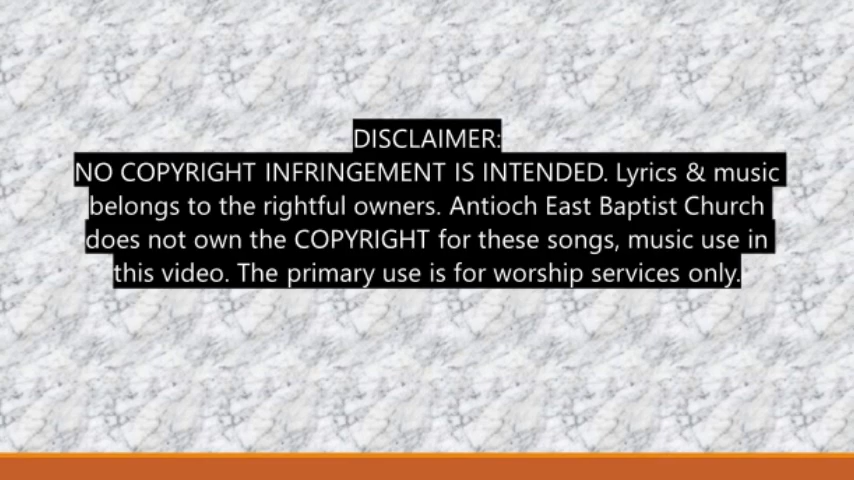 DISCLAIMER:
NO COPYRIGHT INFRINGEMENT IS INTENDED. Lyrics & music
belongs to the rightful owners. Antioch East Baptist Church
does not own the COPYRIGHT for these songs, music use in
this video. The primary use is for worship services only.